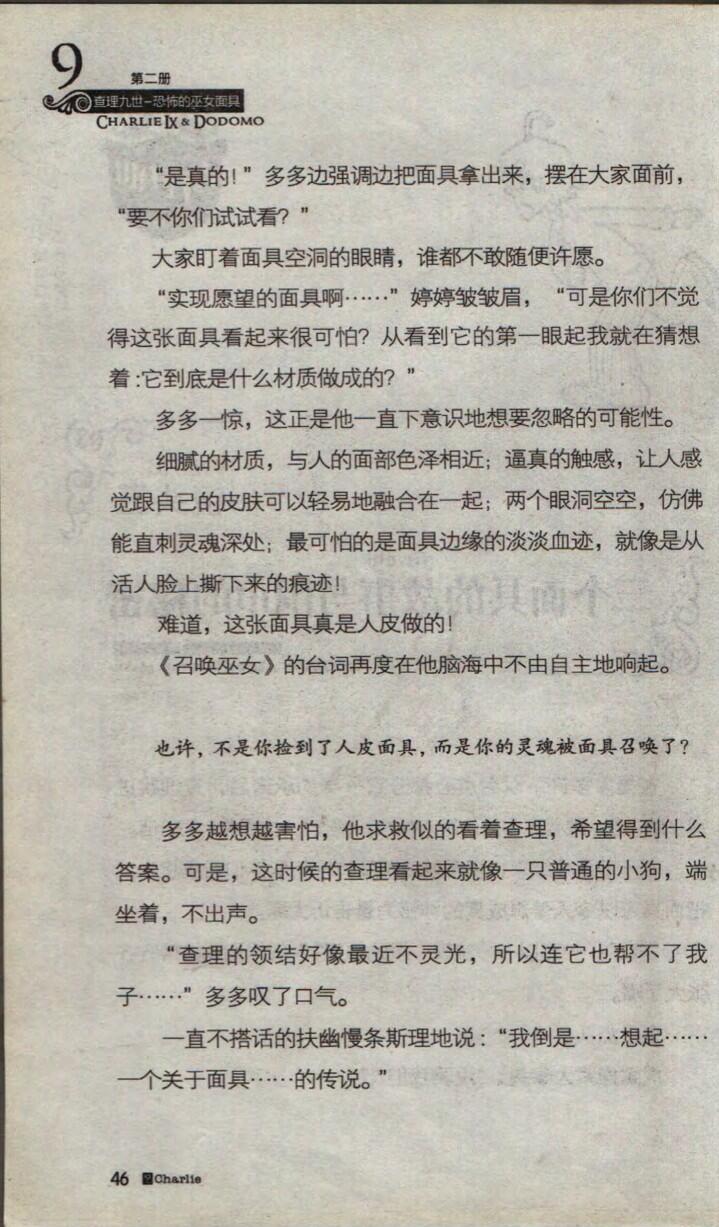 9
第二册
查理九世-恐怖的巫女面具
CHARLIE IX & DODOMO
“是真的！”多多边强调边把面具拿出来，摆在大家面前，
“要不你们试试看？”
大家盯着面具空洞的眼睛，谁都不敢随便许愿。
“实现愿望的面具啊……”婷婷皱皱眉，“可是你们不觉
得这张面具看起来很可怕？从看到它的第一眼起我就在猜想
着:它到底是什么材质做成的？”
多多一惊，这正是他一直下意识地想要忽略的可能性。
细腻的材质，与人的面部色泽相近；逼真的触感，让人感
觉跟自己的皮肤可以轻易地融合在一起；两个眼洞空空，仿佛
能直刺灵魂深处；最可怕的是面具边缘的淡淡血迹，就像是从
活人脸上撕下来的痕迹！
难道，这张面具真是人皮做的！
《召唤巫女》的台词再度在他脑海中不由自主地响起。
也许，不是你捡到了人皮面具，而是你的灵魂被面具召唤了？
多多越想越害怕，他求救似的看着查理，希望得到什么
答案。可是，这时候的查理看起来就像一只普通的小狗，端
坐着，不出声。
“查理的领结好像最近不灵光，所以连它也帮不了我
子……”多多叹了口气。
一直不搭话的扶幽慢条斯理地说：“我倒是……想起……
一个关于面具……的传说。”
46 Charlie